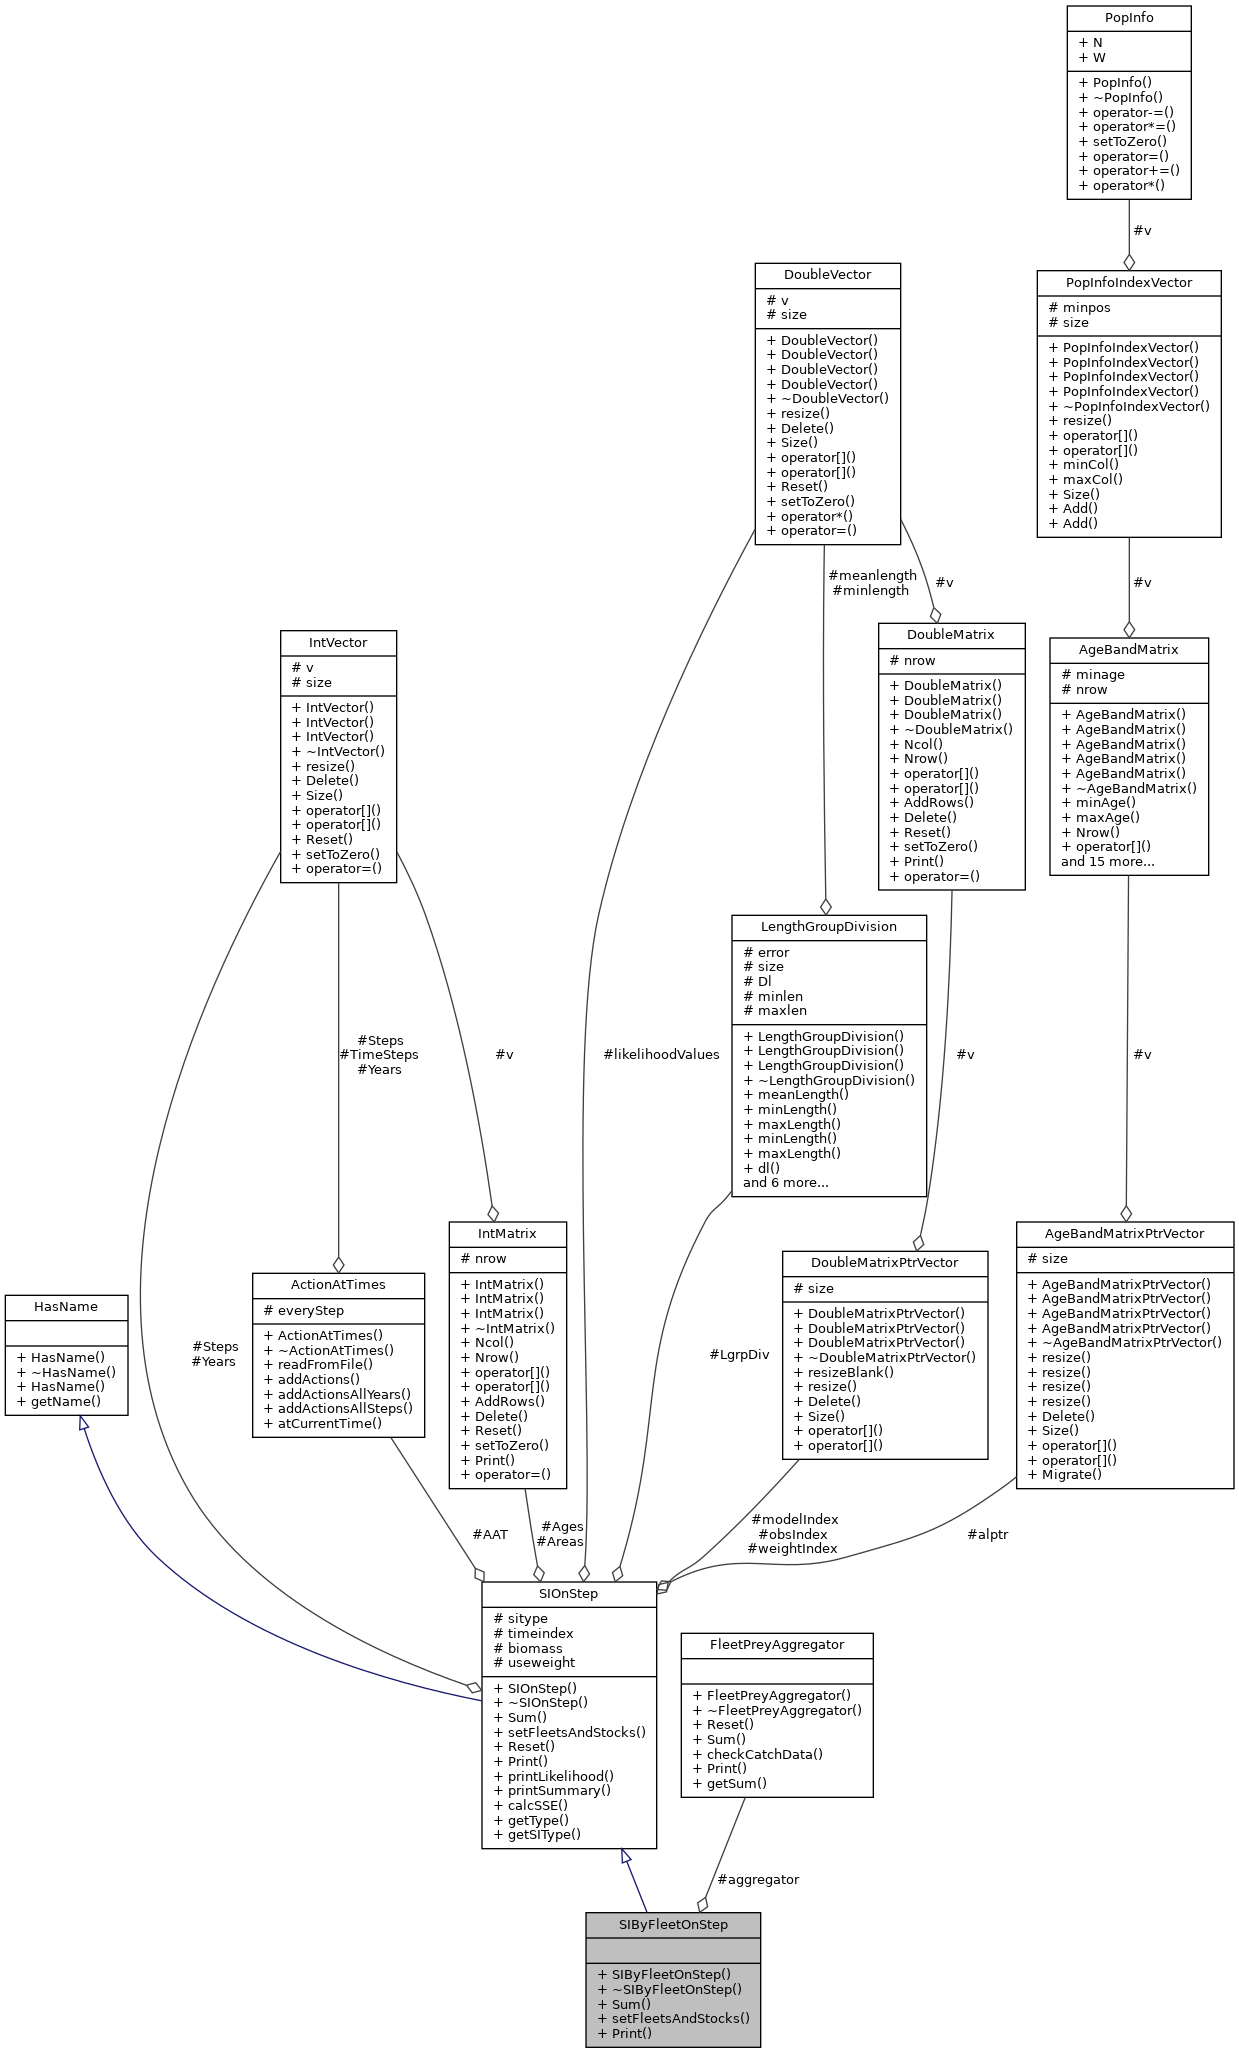 PopInfo
+ N
+ W
+ PopInfo()
+ ~PopInfo()
+ operator-=()
+ operator*=()
+ setToZero()
+ operator=()
+ operator+=()
+ operator*()
#v
PopInfoIndexVector
# minpos
# size
+ PopInfoIndexVector()
+ PopInfoIndexVector()
+ PopInfoIndexVector()
+ PopInfoIndexVector()
+ ~PopInfoIndexVector()
+ resize()
+ operator[]()
+ operator[]()
+ minCol()
+ maxCol()
+ Size()
+ Add()
+ Add()
DoubleVector
# v
# size
+ DoubleVector()
+ DoubleVector()
+ DoubleVector()
+ DoubleVector()
+ ~DoubleVector()
+ resize()
+ Delete()
+ Size()
+ operator[]()
+ operator[]()
+ Reset()
+ setToZero()
+ operator*()
+ operator=()
#meanlength
#minlength
#v
#v
IntVector
# v
# size
+ IntVector()
+ IntVector()
+ IntVector()
+ ~IntVector()
+ resize()
+ Delete()
+ Size()
+ operator[]()
+ operator[]()
+ Reset()
+ setToZero()
+ operator=()
DoubleMatrix
# nrow
+ DoubleMatrix()
+ DoubleMatrix()
+ DoubleMatrix()
+ ~DoubleMatrix()
+ Ncol()
+ Nrow()
+ operator[]()
+ operator[]()
+ AddRows()
+ Delete()
+ Reset()
+ setToZero()
+ Print()
+ operator=()
AgeBandMatrix
# minage
# nrow
+ AgeBandMatrix()
+ AgeBandMatrix()
+ AgeBandMatrix()
+ AgeBandMatrix()
+ AgeBandMatrix()
+ ~AgeBandMatrix()
+ minAge()
+ maxAge()
+ Nrow()
+ operator[]()
and 15 more...
LengthGroupDivision
# error
# size
# Dl
# minlen
# maxlen
+ LengthGroupDivision()
+ LengthGroupDivision()
+ LengthGroupDivision()
+ ~LengthGroupDivision()
+ meanLength()
+ minLength()
+ maxLength()
+ minLength()
+ maxLength()
+ dl()
and 6 more...
#Steps
#TimeSteps
#Years
#v
#likelihoodValues
#v
#v
HasName
+ HasName()
+ ~HasName()
+ HasName()
+ getName()
#Steps
#Years
ActionAtTimes
# everyStep
+ ActionAtTimes()
+ ~ActionAtTimes()
+ readFromFile()
+ addActions()
+ addActionsAllYears()
+ addActionsAllSteps()
+ atCurrentTime()
IntMatrix
# nrow
+ IntMatrix()
+ IntMatrix()
+ IntMatrix()
+ ~IntMatrix()
+ Ncol()
+ Nrow()
+ operator[]()
+ operator[]()
+ AddRows()
+ Delete()
+ Reset()
+ setToZero()
+ Print()
+ operator=()
#LgrpDiv
DoubleMatrixPtrVector
# size
+ DoubleMatrixPtrVector()
+ DoubleMatrixPtrVector()
+ DoubleMatrixPtrVector()
+ ~DoubleMatrixPtrVector()
+ resizeBlank()
+ resize()
+ Delete()
+ Size()
+ operator[]()
+ operator[]()
AgeBandMatrixPtrVector
# size
+ AgeBandMatrixPtrVector()
+ AgeBandMatrixPtrVector()
+ AgeBandMatrixPtrVector()
+ AgeBandMatrixPtrVector()
+ ~AgeBandMatrixPtrVector()
+ resize()
+ resize()
+ resize()
+ resize()
+ Delete()
+ Size()
+ operator[]()
+ operator[]()
+ Migrate()
#AAT
#Ages
#Areas
#modelIndex
#obsIndex
#weightIndex
#alptr
SIOnStep
# sitype
# timeindex
# biomass
# useweight
+ SIOnStep()
+ ~SIOnStep()
+ Sum()
+ setFleetsAndStocks()
+ Reset()
+ Print()
+ printLikelihood()
+ printSummary()
+ calcSSE()
+ getType()
+ getSIType()
FleetPreyAggregator
+ FleetPreyAggregator()
+ ~FleetPreyAggregator()
+ Reset()
+ Sum()
+ checkCatchData()
+ Print()
+ getSum()
#aggregator
SIByFleetOnStep
+ SIByFleetOnStep()
+ ~SIByFleetOnStep()
+ Sum()
+ setFleetsAndStocks()
+ Print()